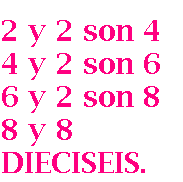 2 y 2 son 4
4 y 2 son 6
6 y 2 son 8
8 y 8
DIECISEIS.